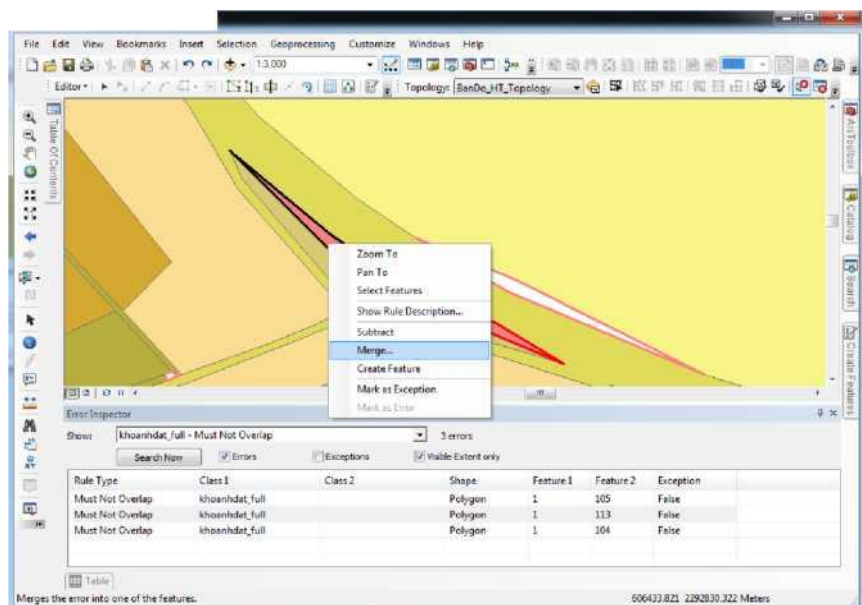 File Edit View Bookmarks Insert Selection Geoprocessing Customize Windows Help
1:3,000
Editor Topology: BanDo_HT_Topology
Table Of Contents
ArcToolbox
Catalog
Search
Create Features
Zoom To
Pan To
Select Features
Show Rule Description...
Subtract
Merge...
Create Feature
Mark as Exception
Mark as Error
Error Inspector
Show: khoanhdat_full - Must Not Overlap 3 errors
Search Now Errors Exceptions Visible Extent only
Rule Type Class 1 Class 2 Shape Feature 1 Feature 2 Exception
Must Not Overlap khoanhdat_full Polygon 1 105 False
Must Not Overlap khoanhdat_full Polygon 1 113 False
Must Not Overlap khoanhdat_full Polygon 1 104 False
Table
Merges the error into one of the features. 606433.821 2292830.322 Meters